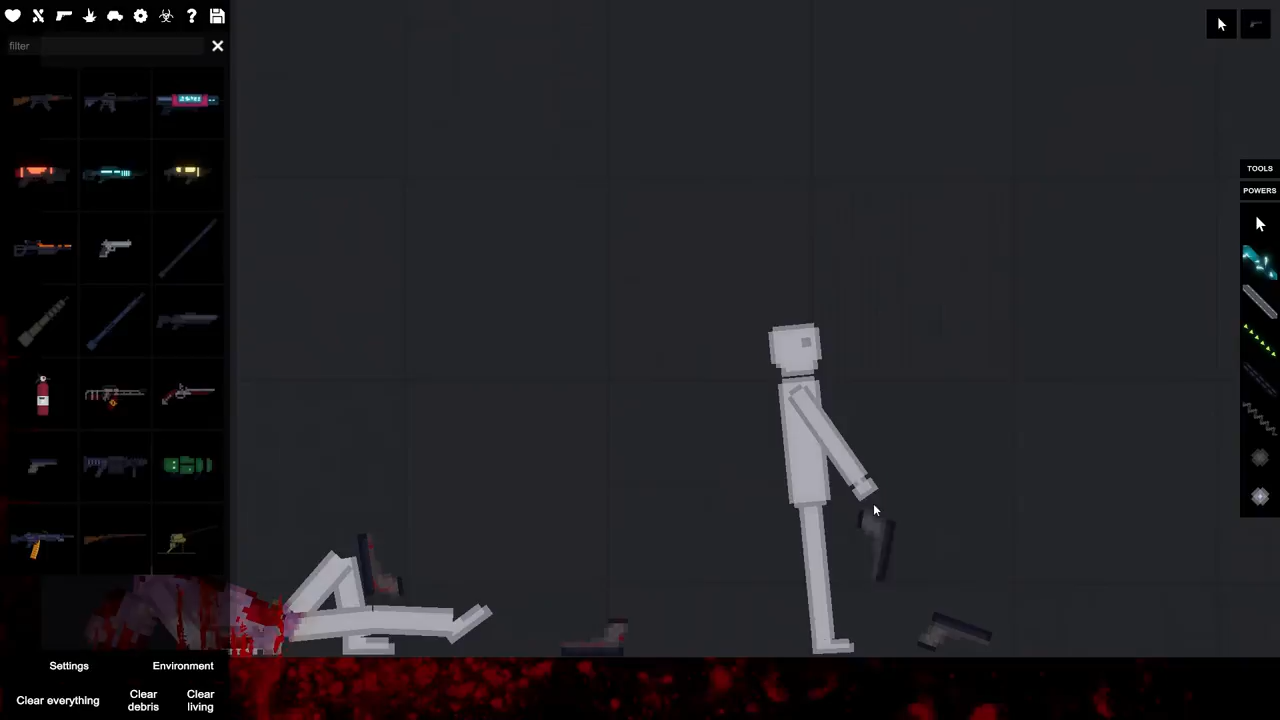 filter
TOOLS
POWERS
Settings
Environment
Clear everything
Clear
debris
Clear
living